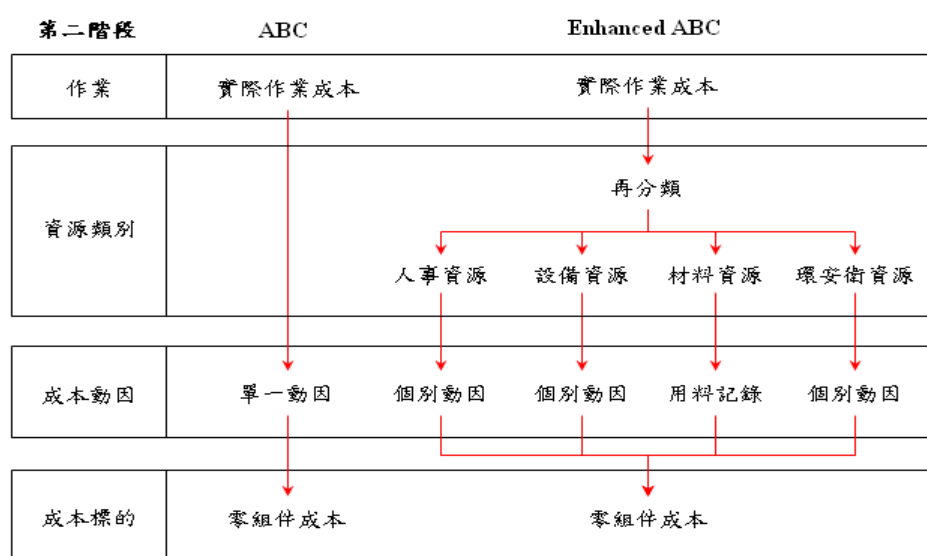 第二階段 ABC Enhanced ABC
作業 實際作業成本 實際作業成本
再分類
資源類別
人事資源 設備資源 材料資源 環安衛資源
成本動因 單一動因 個別動因 個別動因 用料記錄 個別動因
成本標的 零組件成本 零組件成本